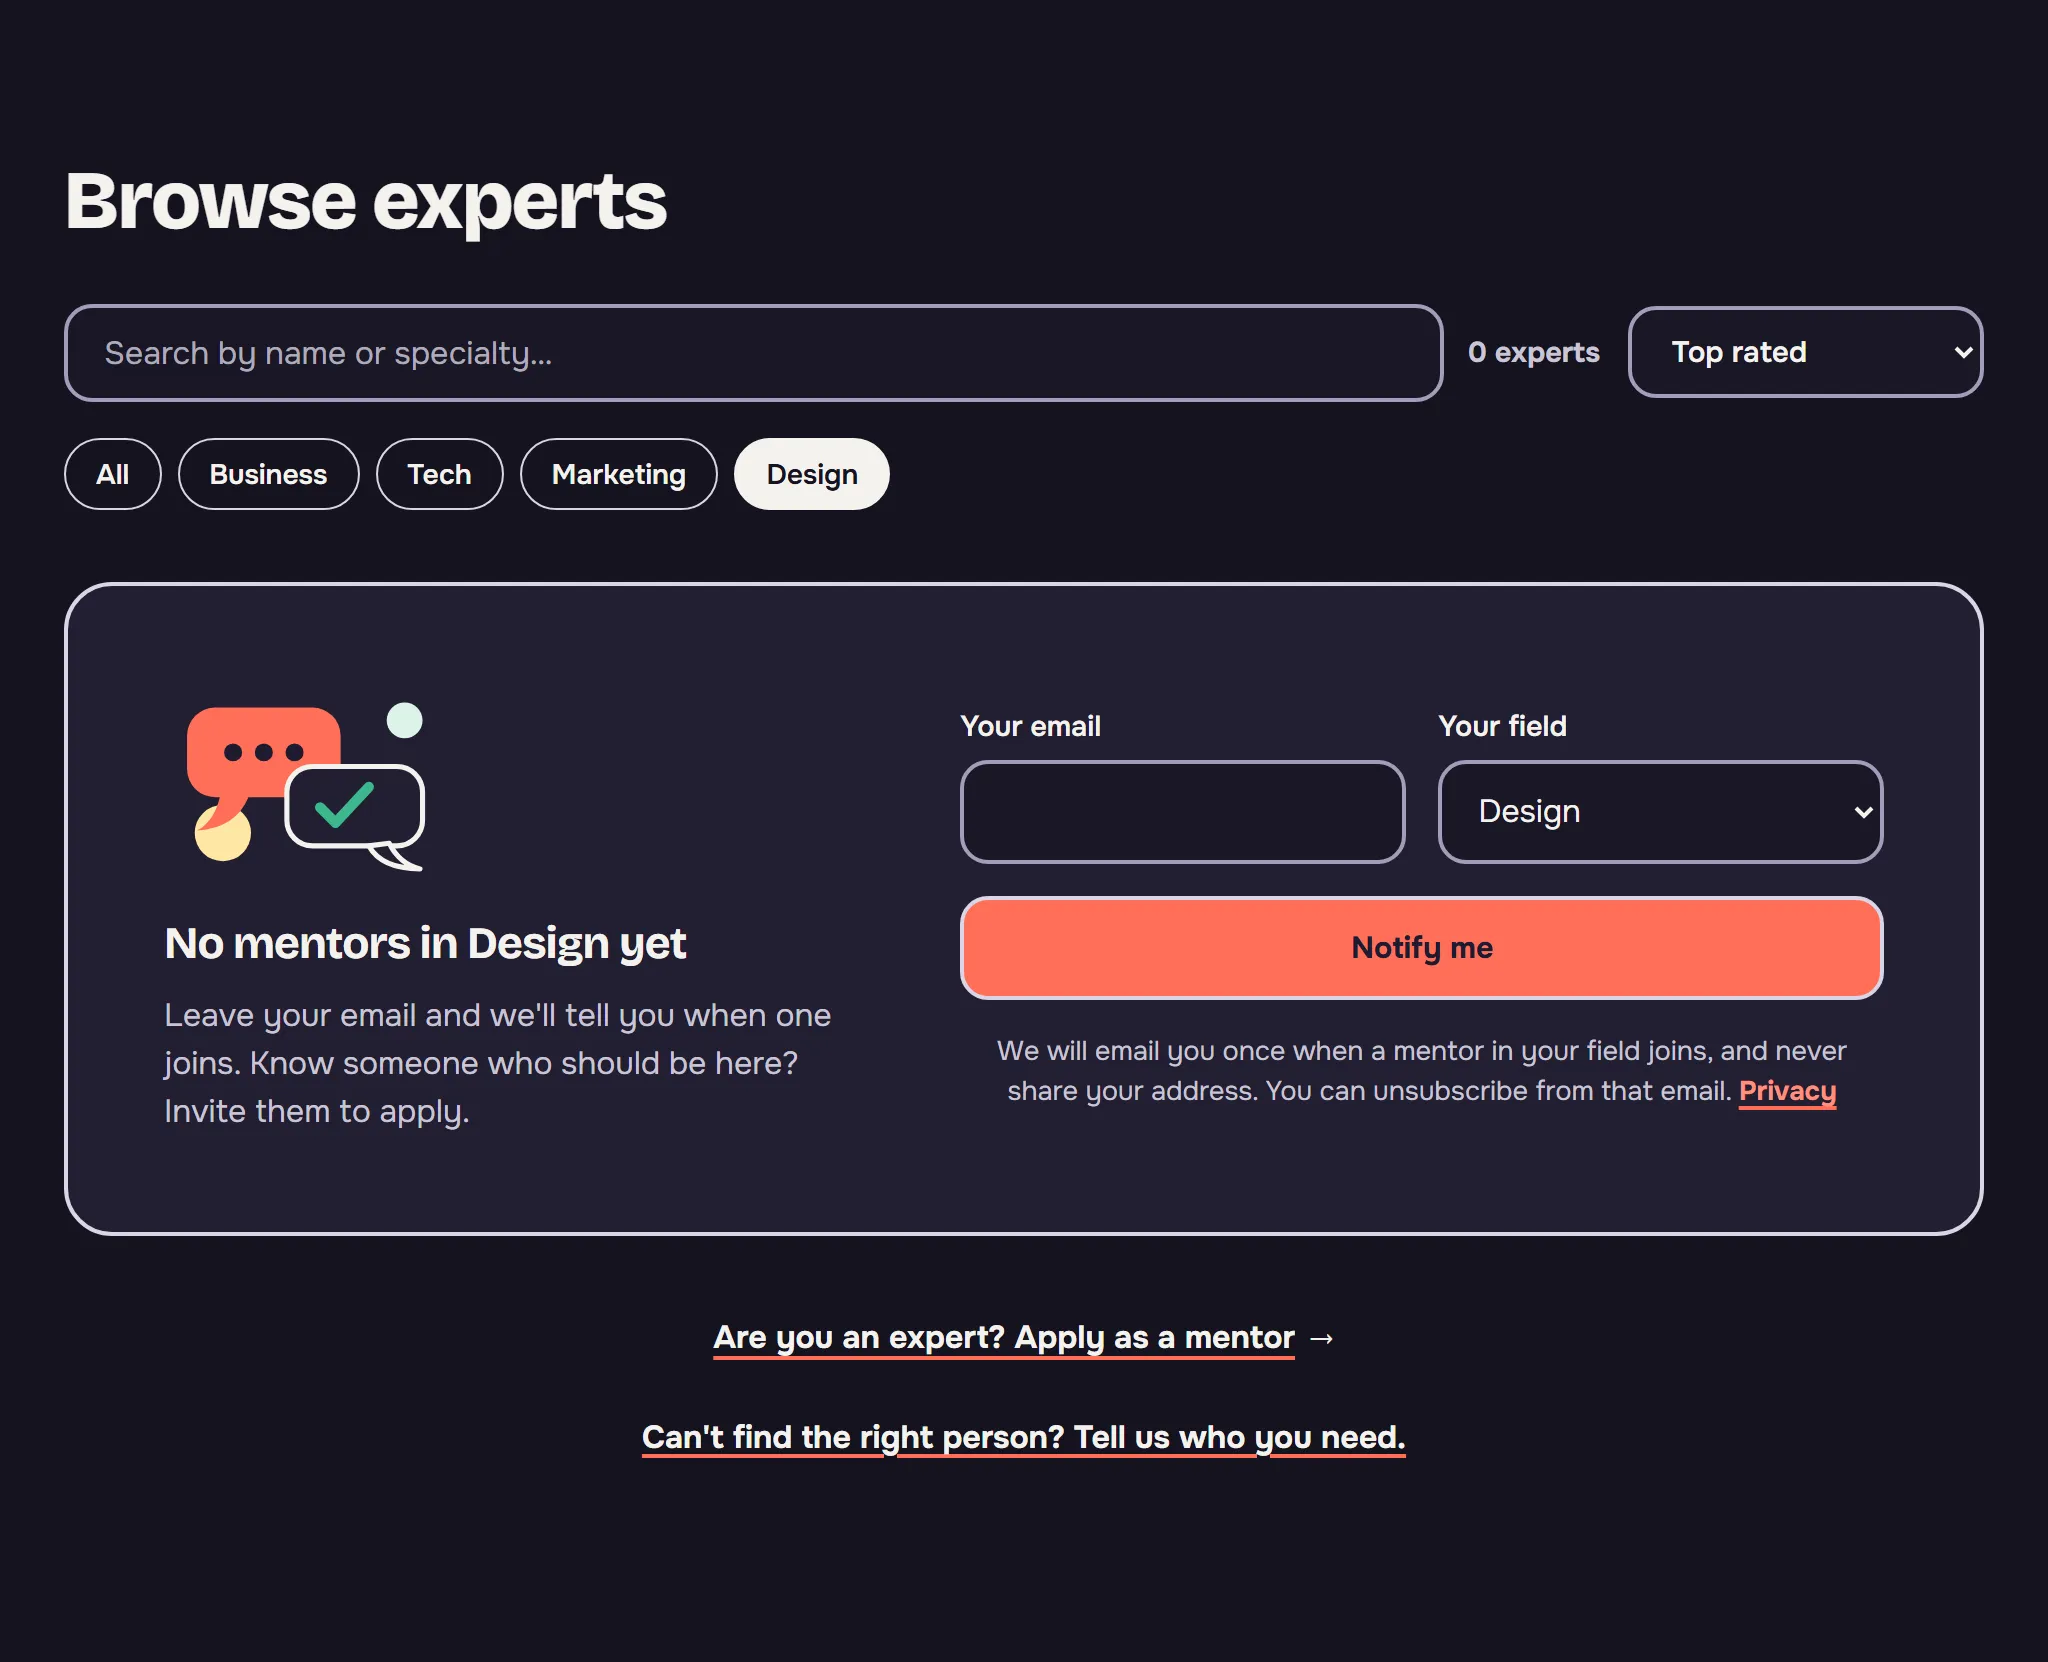 Browse experts
Search by name or specialty...
0 experts
Top rated
All
Business
Tech
Marketing
Design
No mentors in Design yet
Leave your email and we'll tell you when one
joins. Know someone who should be here?
Invite them to apply.
Your email
Your field
Design
Notify me
We will email you once when a mentor in your field joins, and never
share your address. You can unsubscribe from that email. Privacy
Are you an expert? Apply as a mentor →
Can't find the right person? Tell us who you need.